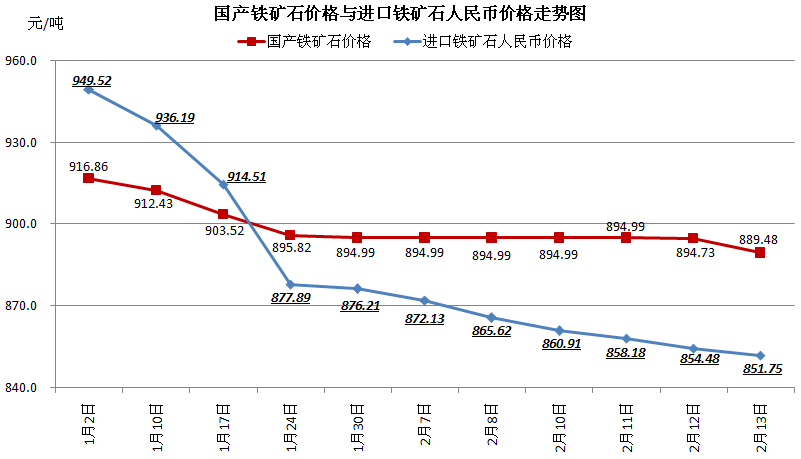 国产铁矿石价格与进口铁矿石人民币价格走势图
元/吨
国产铁矿石价格 进口铁矿石人民币价格
960.0
930.0
900.0
870.0
840.0
949.52 936.19 914.51 877.89 876.21 872.13 865.62 860.91 858.18 854.48 851.75
916.86 912.43 903.52 895.82 894.99 894.99 894.99 894.99 894.99 894.73 889.48
1月2日 1月10日 1月17日 1月24日 1月30日 2月7日 2月8日 2月10日 2月11日 2月12日 2月13日